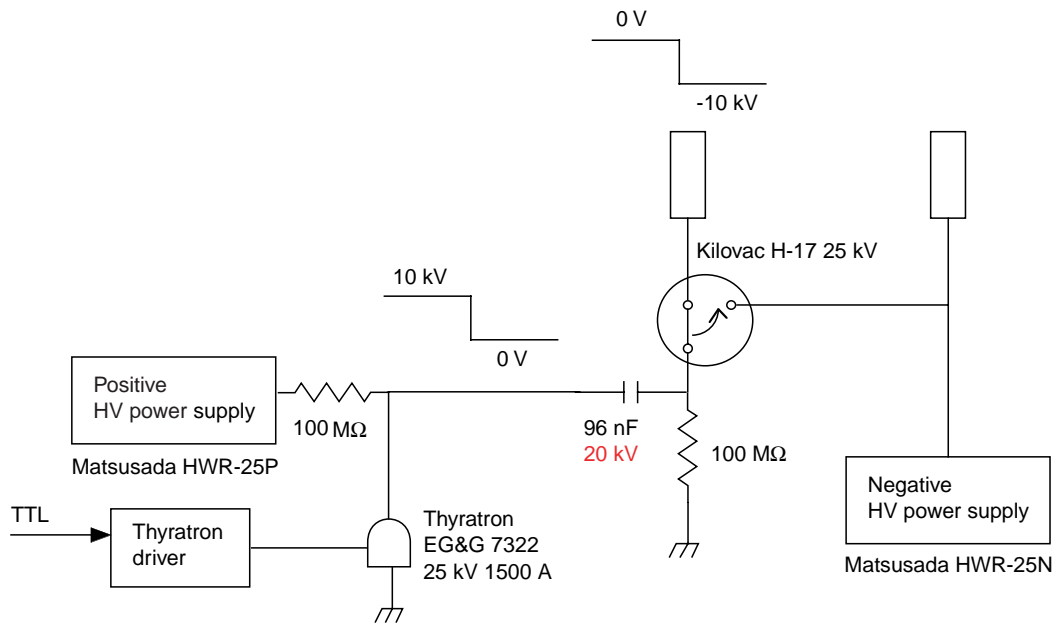 0 V
-10 kV
Kilovac H-17 25 kV
10 kV
0 V
Positive
HV power supply
100 MΩ
Matsusada HWR-25P
96 nF
20 kV
100 MΩ
Negative
HV power supply
Matsusada HWR-25N
TTL
Thyratron
driver
Thyratron
EG&G 7322
25 kV 1500 A